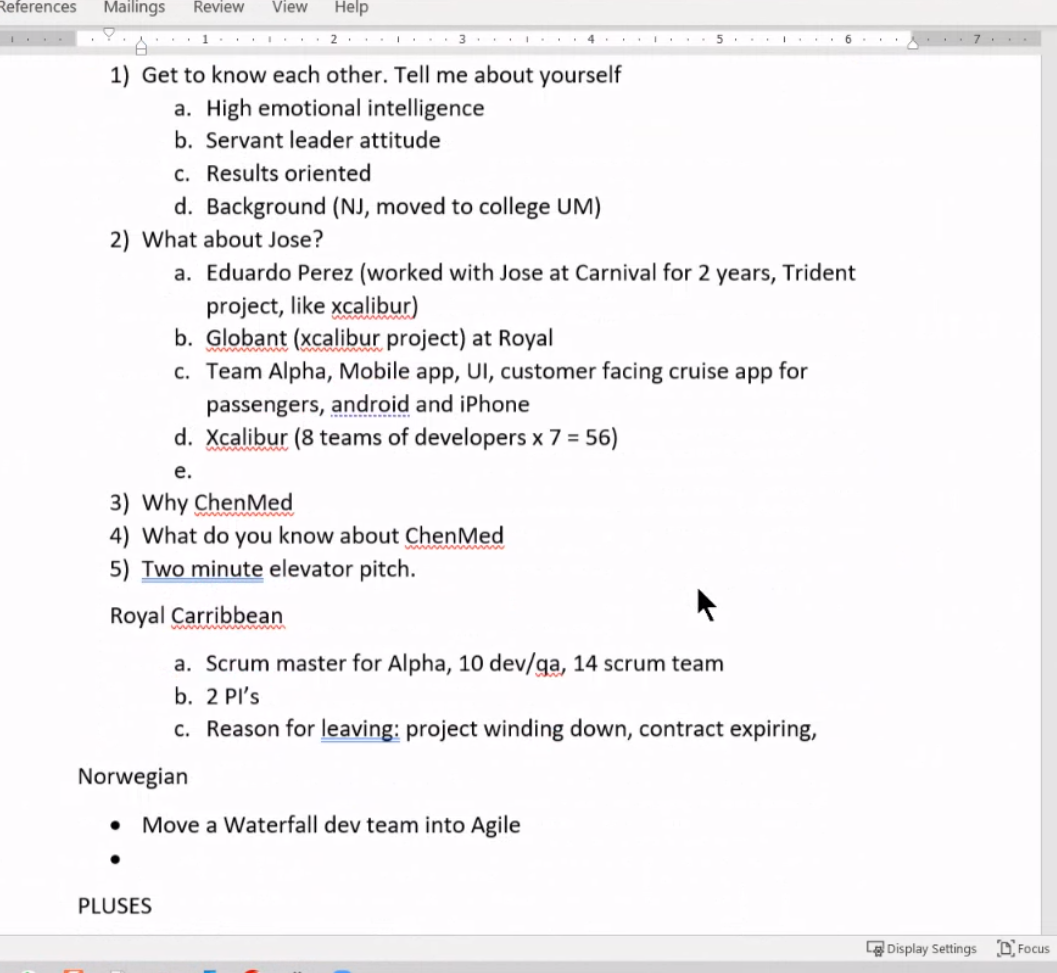 References Mailings Review View Help
1 2 3 4 5 6 7
1) Get to know each other. Tell me about yourself
a. High emotional intelligence
b. Servant leader attitude
c. Results oriented
d. Background (NJ, moved to college UM)
2) What about Jose?
a. Eduardo Perez (worked with Jose at Carnival for 2 years, Trident
project, like xcalibur)
b. Globant (xcalibur project) at Royal
c. Team Alpha, Mobile app, UI, customer facing cruise app for
passengers, android and iPhone
d. Xcalibur (8 teams of developers x 7 = 56)
e.
3) Why ChenMed
4) What do you know about ChenMed
5) Two minute elevator pitch.
Royal Carribbean
a. Scrum master for Alpha, 10 dev/qa, 14 scrum team
b. 2 PI's
c. Reason for leaving: project winding down, contract expiring,
Norwegian
• Move a Waterfall dev team into Agile
•
PLUSES
Display Settings Focus